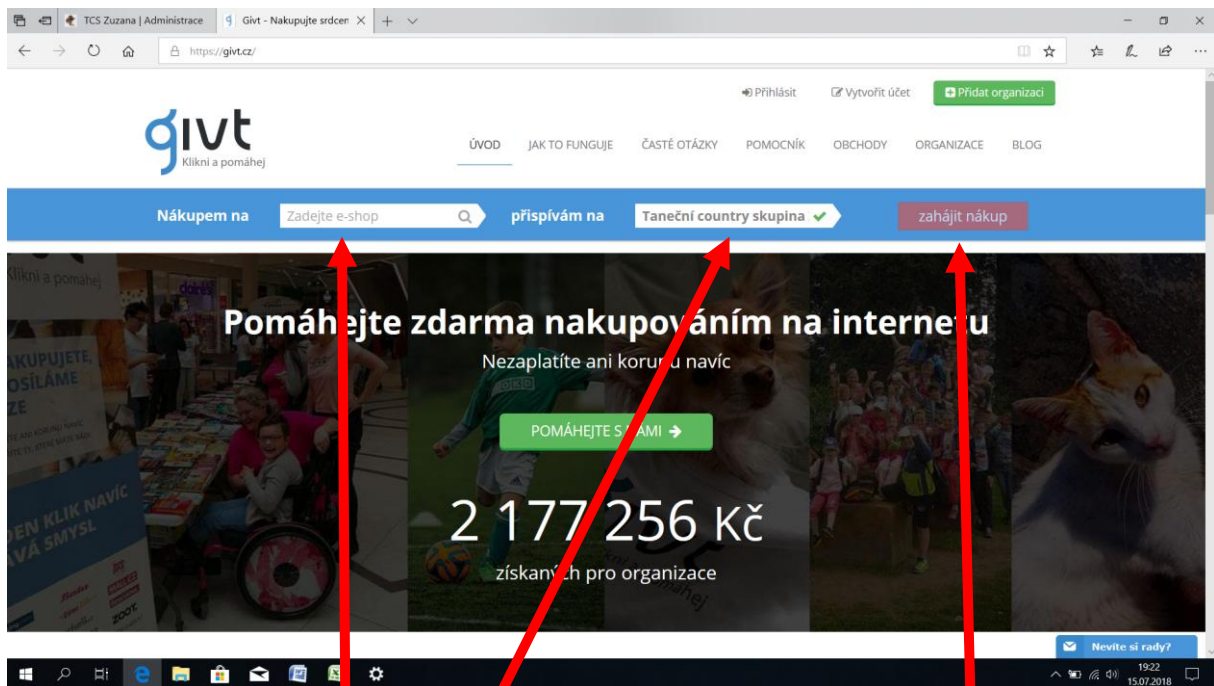 TCS Zuzana | Administrace
Givt - Nakupujte srdcen
https://givt.cz/
Přihlásit
Vytvořit účet
Přidat organizaci
givt
Klikni a pomáhej
ÚVOD
JAK TO FUNGUJE
ČASTÉ OTÁZKY
POMOCNÍK
OBCHODY
ORGANIZACE
BLOG
Nákupem na
Zadejte e-shop
přispívám na
Taneční country skupina
zahájit nákup
Klikni a pomáhej
Pomáhejte zdarma nakupováním na internetu
Nezaplatíte ani korunu navíc
POMÁHEJTE S NÁMI
2 177 256 Kč
získaných pro organizace
Nevíte si rady?
19:22
15.07.2018